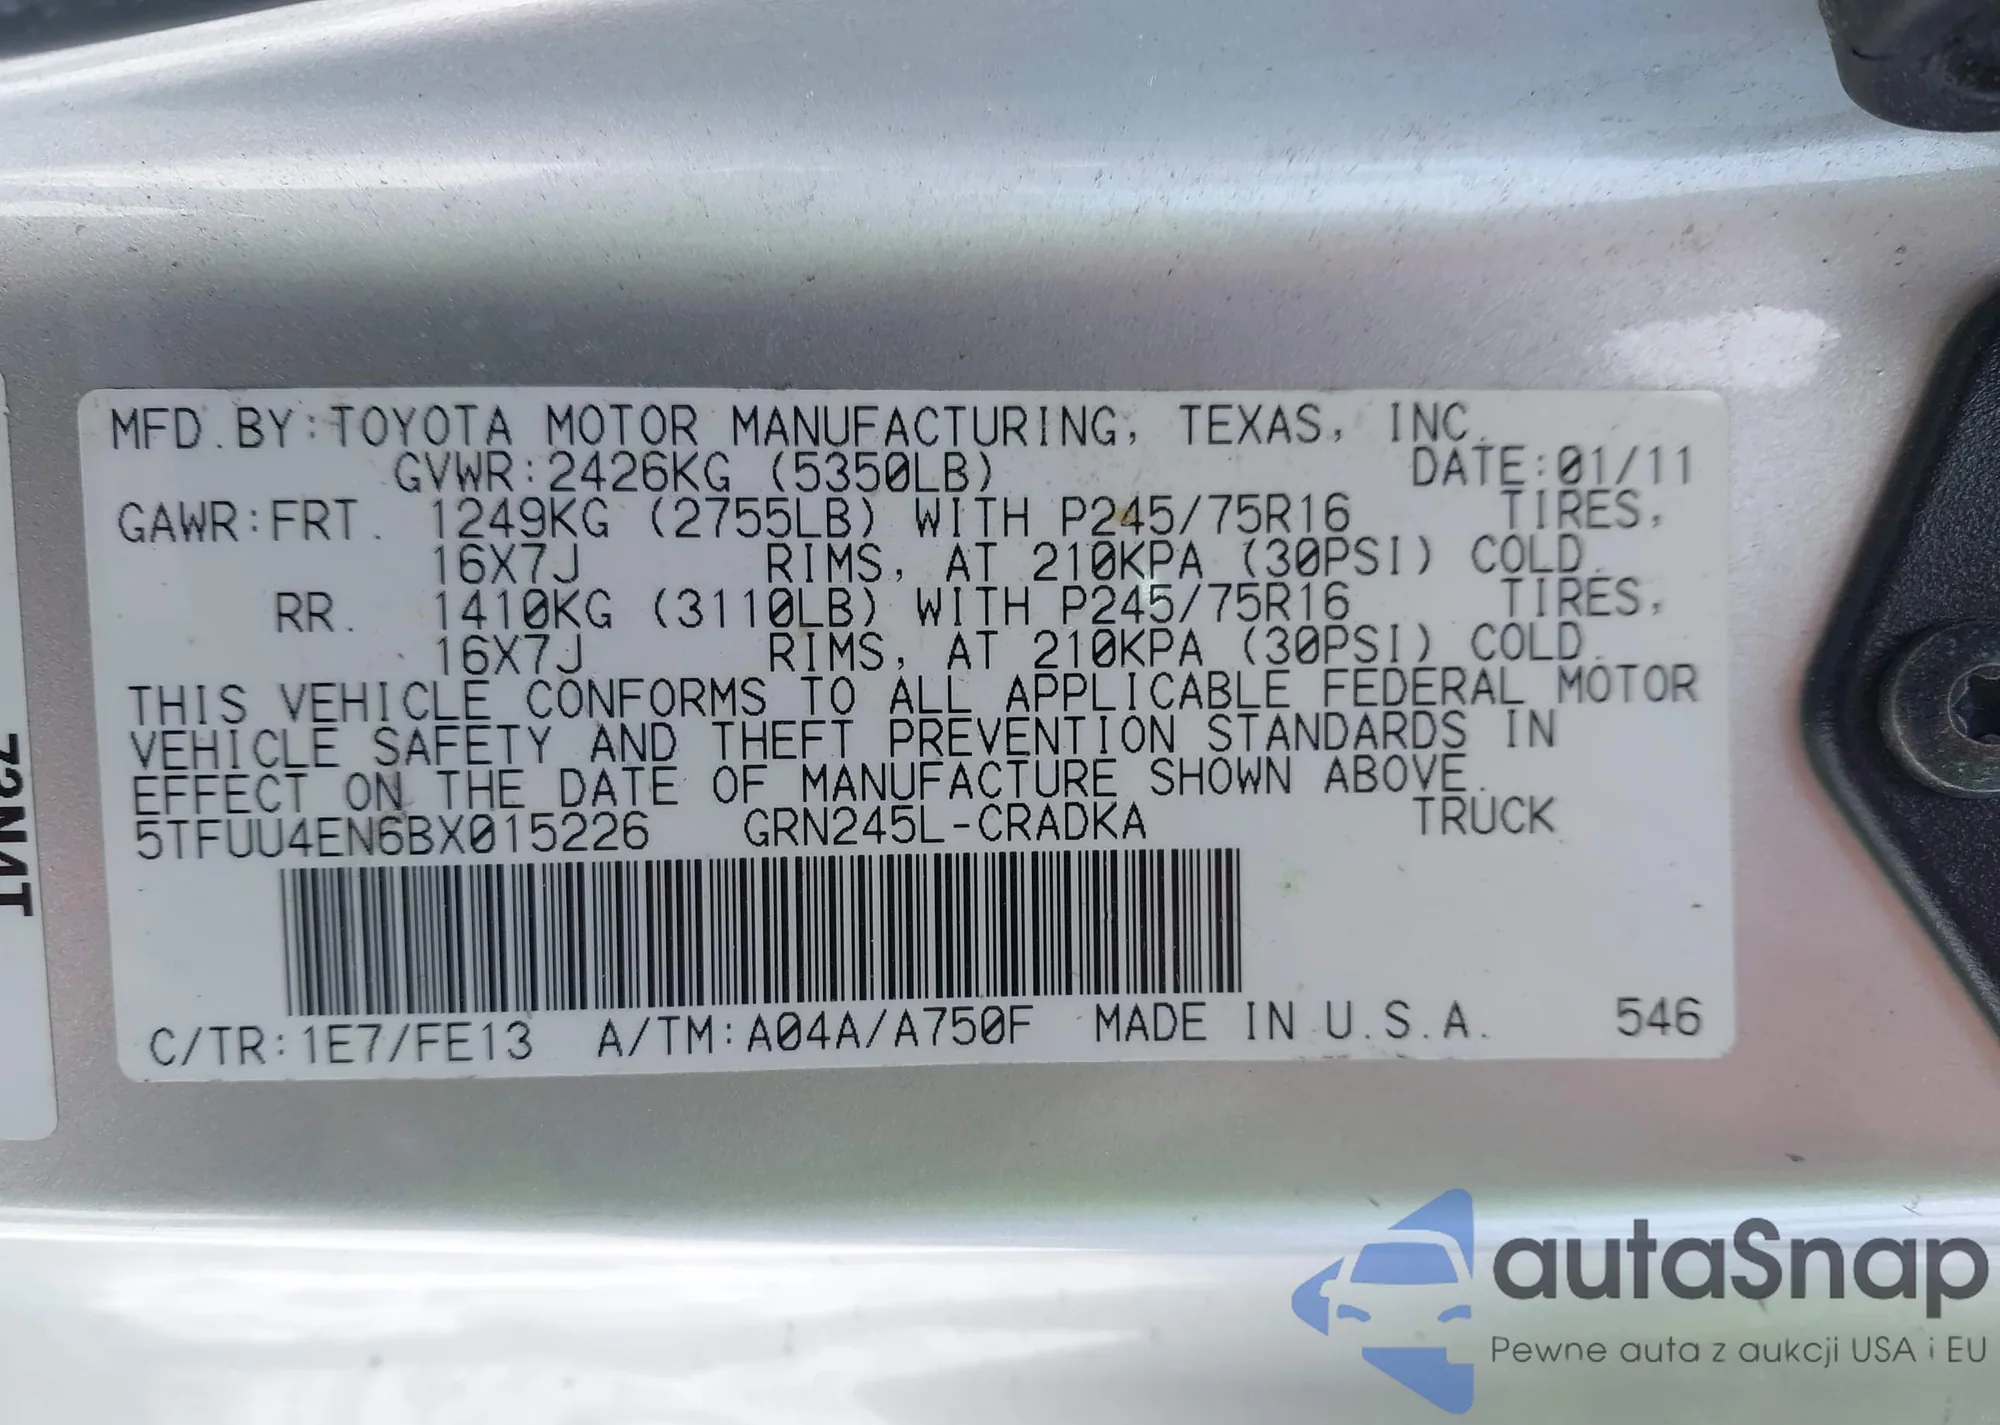 MFD.BY:TOYOTA MOTOR MANUFACTURING, TEXAS, INC.
GVWR:2426KG (5350LB) DATE:01/11
GAWR:FRT. 1249KG (2755LB) WITH P245/75R16 TIRES,
16X7J RIMS, AT 210KPA (30PSI) COLD.
RR. 1410KG (3110LB) WITH P245/75R16 TIRES,
16X7J RIMS, AT 210KPA (30PSI) COLD.
THIS VEHICLE CONFORMS TO ALL APPLICABLE FEDERAL MOTOR
VEHICLE SAFETY AND THEFT PREVENTION STANDARDS IN
EFFECT ON THE DATE OF MANUFACTURE SHOWN ABOVE.
5TFUU4EN6BX015226 GRN245L-CRADKA TRUCK
C/TR:1E7/FE13 A/TM:A04A/A750F MADE IN U.S.A. 546
autaSnap
Pewne auta z aukcji USA i EU